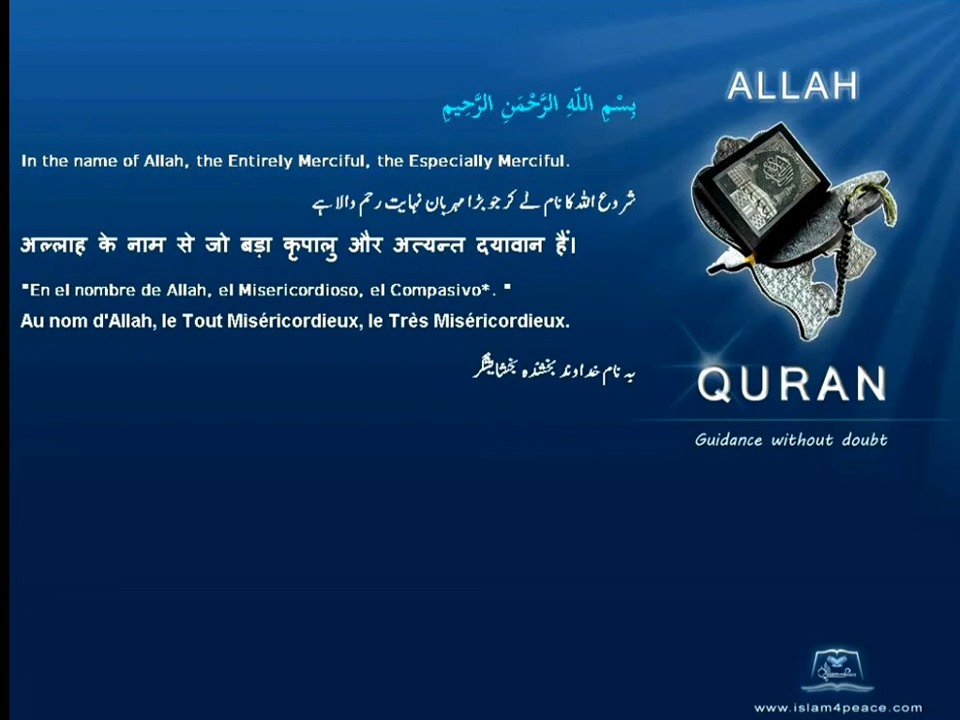 بِسْمِ اللّهِ الرَّحْمَنِ الرَّحِيمِ
In the name of Allah, the Entirely Merciful, the Especially Merciful.
شروع اللہ کا نام لے کر جو بڑا مہربان نہایت رحم والا ہے
अल्लाह के नाम से जो बड़ा कृपालु और अत्यन्त दयावान हैं।
"En el nombre de Allah, el Misericordioso, el Compasivo*. "
Au nom d'Allah, le Tout Miséricordieux, le Très Miséricordieux.
به نام خداوند بخشنده بخشایشگر
ALLAH
QURAN
Guidance without doubt
www.islam4peace.com